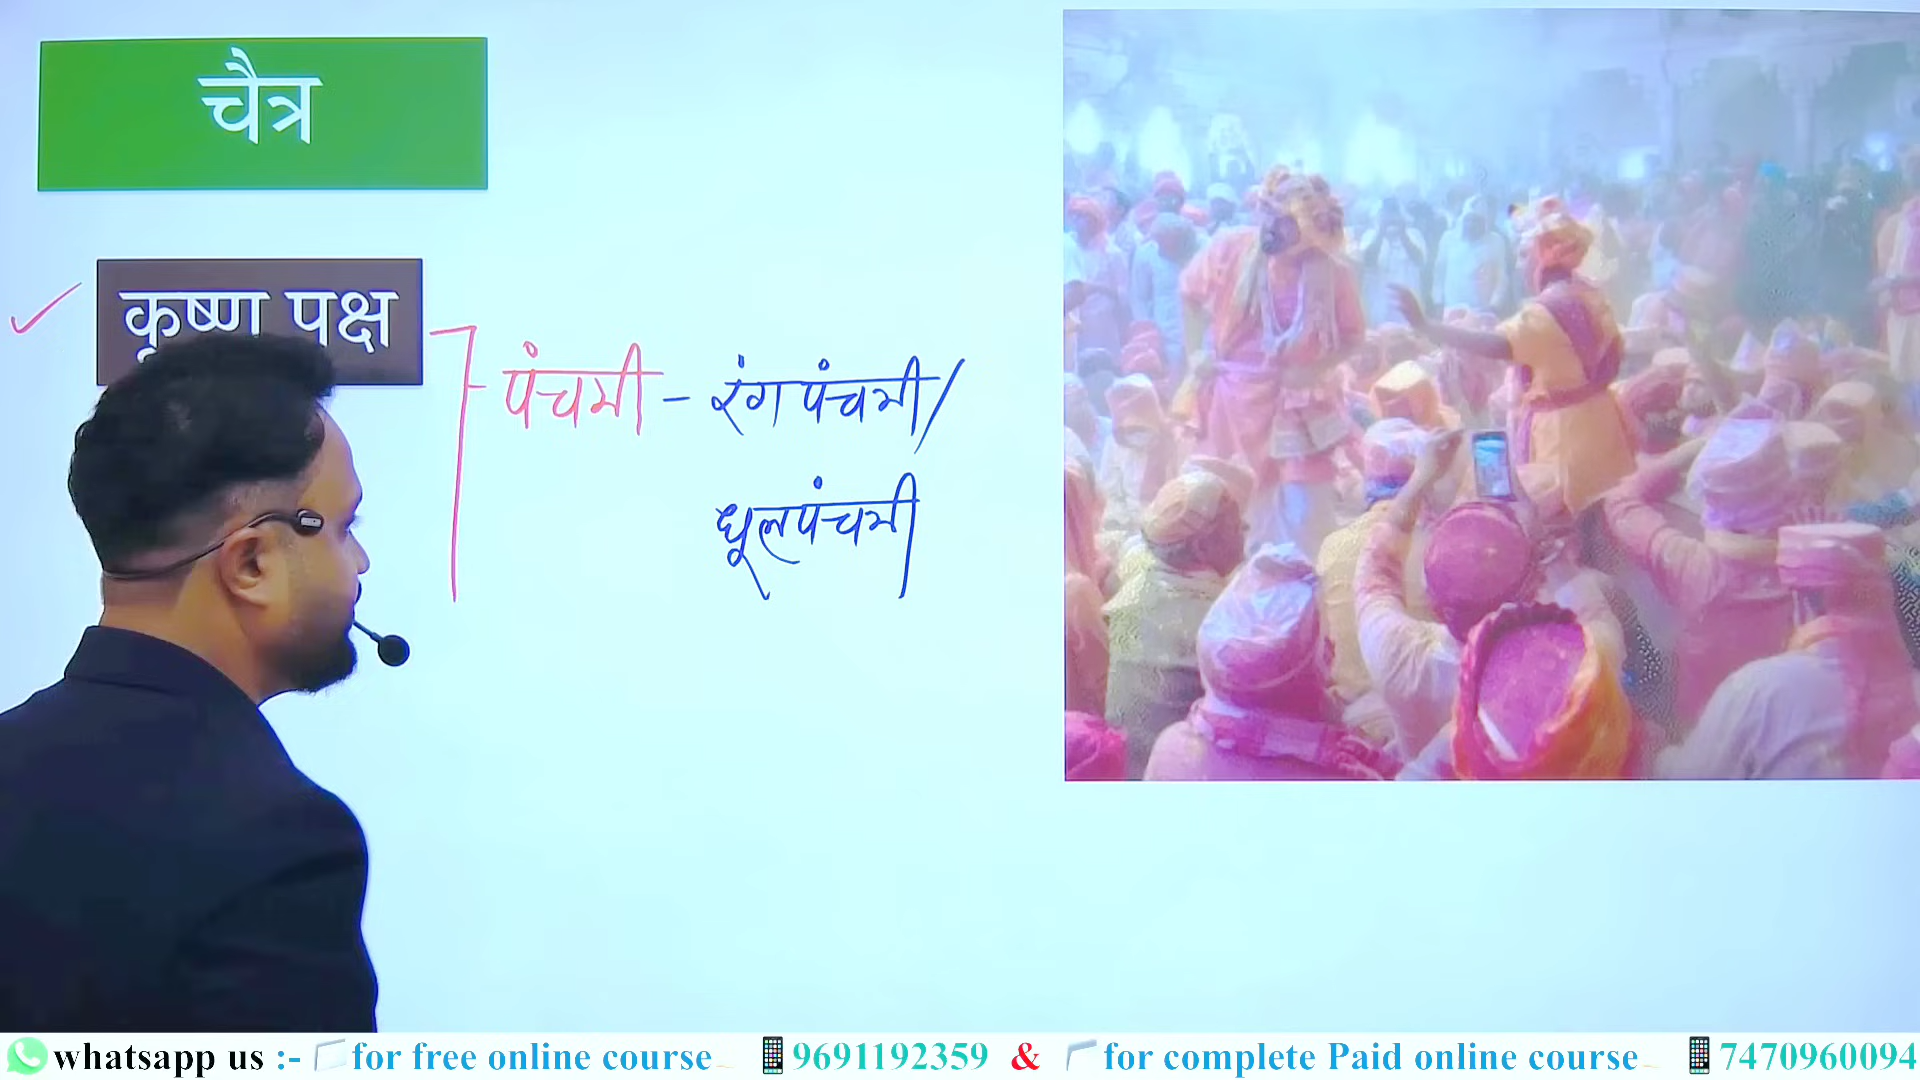 चैत्र
कृष्ण पक्ष
पंचमी - रंगपंचमी/
धूलपंचमी
whatsapp us :- for free online course 9691192359 & for complete Paid online course 7470960094